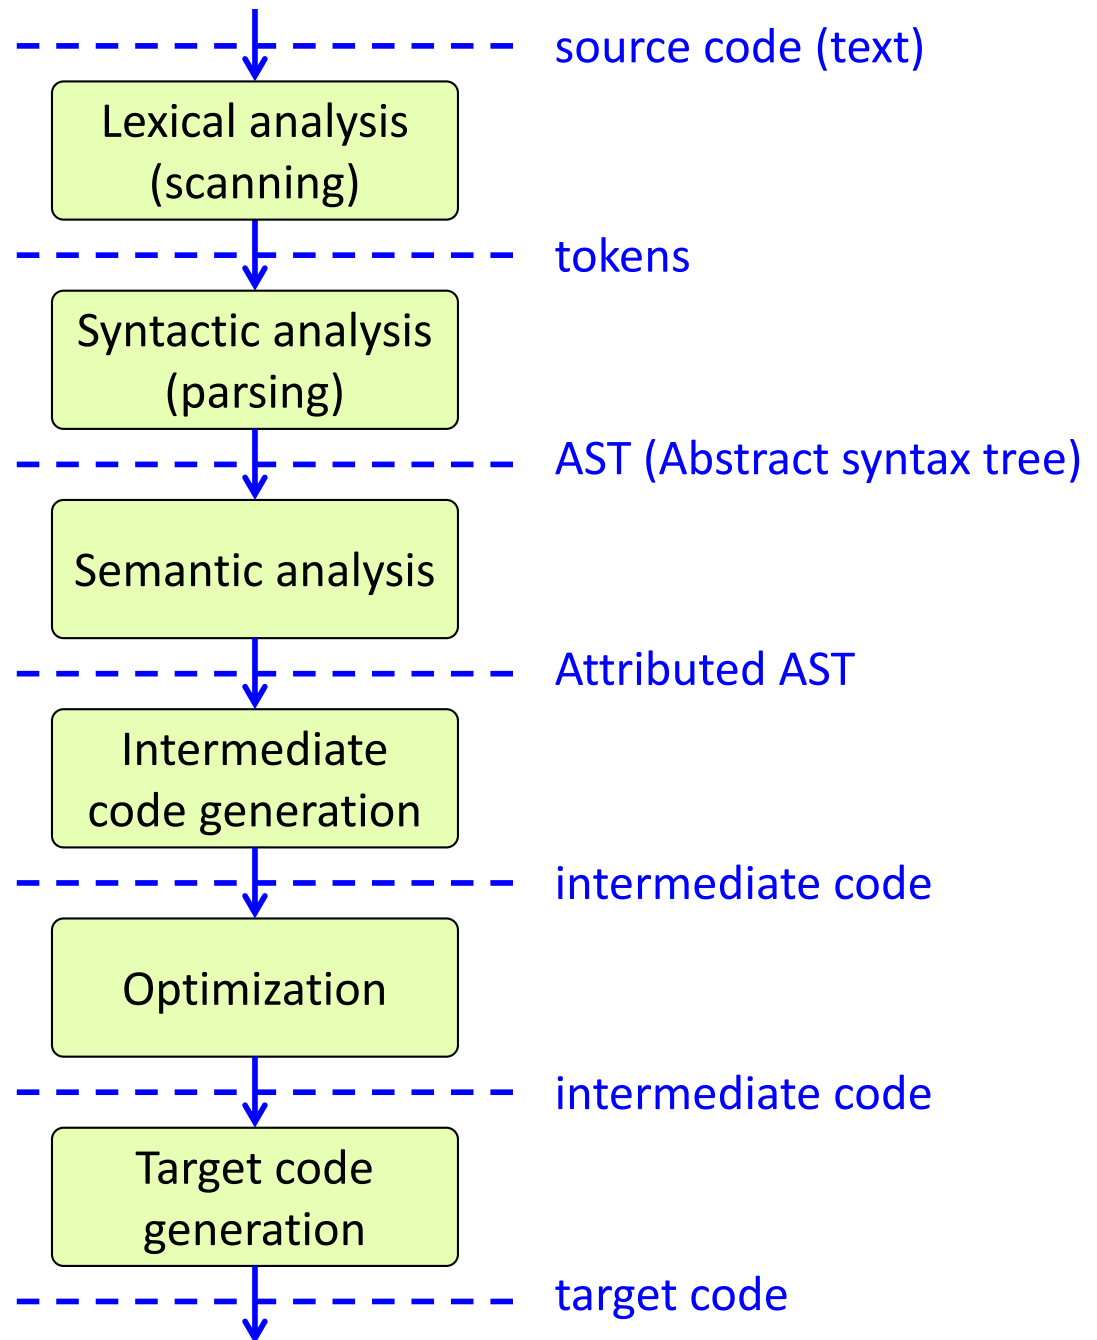 source code (text)
Lexical analysis
(scanning)
tokens
Syntactic analysis
(parsing)
AST (Abstract syntax tree)
Semantic analysis
Attributed AST
Intermediate
code generation
intermediate code
Optimization
intermediate code
Target code
generation
target code